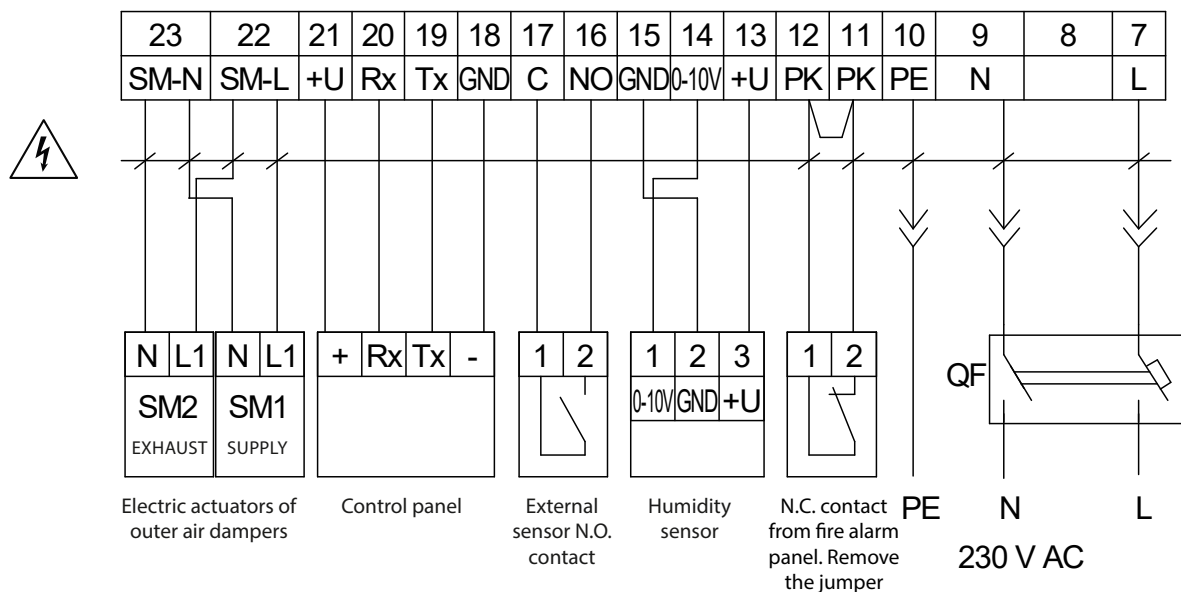 23 22 21 20 19 18 17 16 15 14 13 12 11 10 9 8 7
SM-N SM-L +U Rx Tx GND C NO GND 0-10V +U PK PK PE N L
N L1 N L1 + Rx Tx - 1 2 1 2 3 1 2
QF
SM2 SM1 0-10V GND +U
EXHAUST SUPPLY
Electric actuators of
outer air dampers
Control panel
External
sensor N.O.
contact
Humidity
sensor
N.C. contact
from fire alarm
panel. Remove
the jumper
PE N L
230 V AC